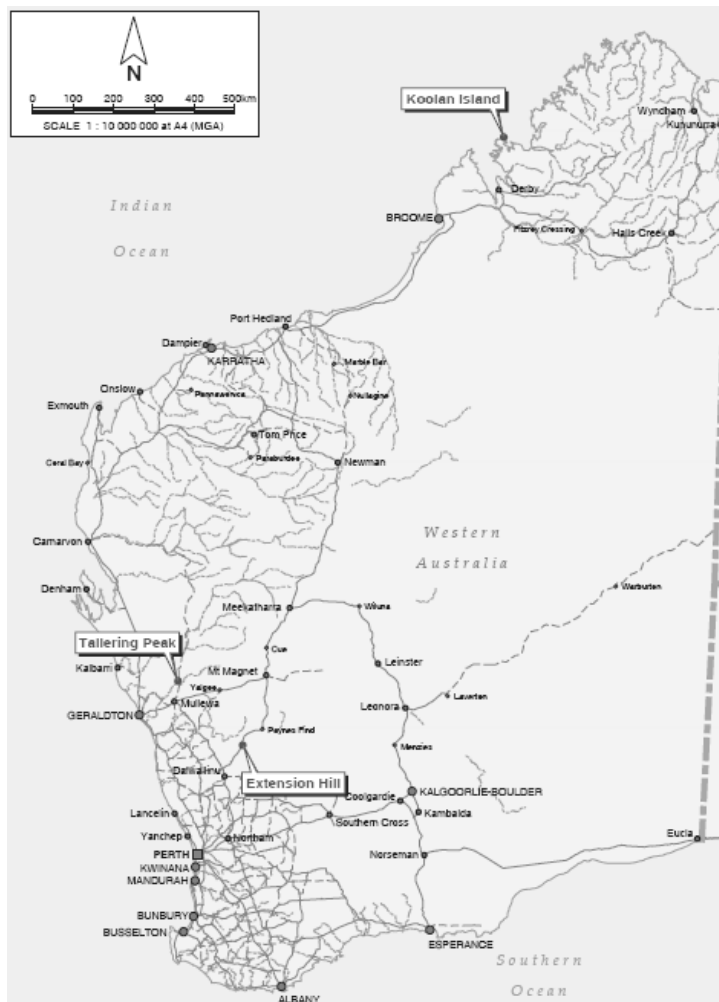 N
0 100 200 300 400 500km
SCALE 1 : 10 000 000 at A4 (MGA)
Koolan Island
Wyndham
Kununurra
Derby
Indian
Ocean
BROOME
Fitzroy Crossing
Halls Creek
Port Hedland
Dampier
KARRATHA
Marble Bar
Onslow
Pannawonica
Nullagine
Exmouth
Tom Price
Paraburdoo
Coral Bay
Newman
Western
Australia
Carnarvon
Denham
Warburton
Meekatharra
Wiluna
Tallering Peak
Cue
Kalbarri
Mt Magnet
Leinster
Yalgoo
Mullewa
Leonora
Laverton
GERALDTON
Paynes Find
Menzies
Dalwallinu
Extension Hill
KALGOORLIE-BOULDER
Coolgardie
Lancelin
Southern Cross
Kambalda
Yanchep
Northam
Eucla
PERTH
Norseman
KWINANA
MANDURAH
BUNBURY
BUSSELTON
ESPERANCE
Southern
Ocean
ALBANY